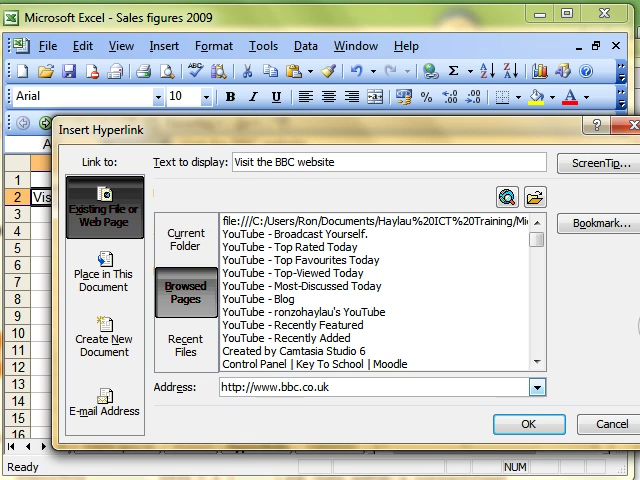 Microsoft Excel - Sales figures 2009
File Edit View Insert Format Tools Data Window Help
Arial 10 B I U
Insert Hyperlink
Link to:
Text to display: Visit the BBC website
ScreenTip...
Existing File or
Web Page
Place in This
Document
Create New
Document
E-mail Address
Current
Folder
Browsed
Pages
Recent
Files
file:///C:/Users/Ron/Documents/Haylau%20ICT%20Training/Mic
YouTube - Broadcast Yourself.
YouTube - Top Rated Today
YouTube - Top Favourites Today
YouTube - Top-Viewed Today
YouTube - Most-Discussed Today
YouTube - Blog
YouTube - ronzohaylau's YouTube
YouTube - Recently Featured
YouTube - Recently Added
Created by Camtasia Studio 6
Control Panel | Key To School | Moodle
Bookmark...
Address: http://www.bbc.co.uk
OK Cancel
A
1
2 Vis
3
4
5
6
7
8
9
10
11
12
13
14
15
16
Ready NUM